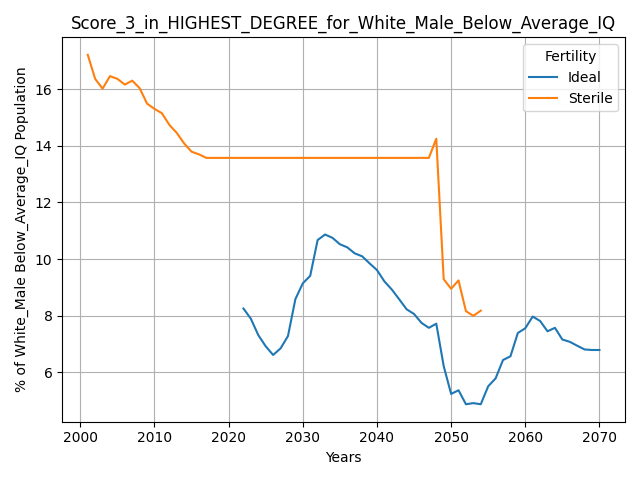 Score_3_in_HIGHEST_DEGREE_for_White_Male_Below_Average_IQ
% of White_Male Below_Average_IQ Population
16
14
12
10
8
6
Fertility
Ideal
Sterile
2000 2010 2020 2030 2040 2050 2060 2070
Years